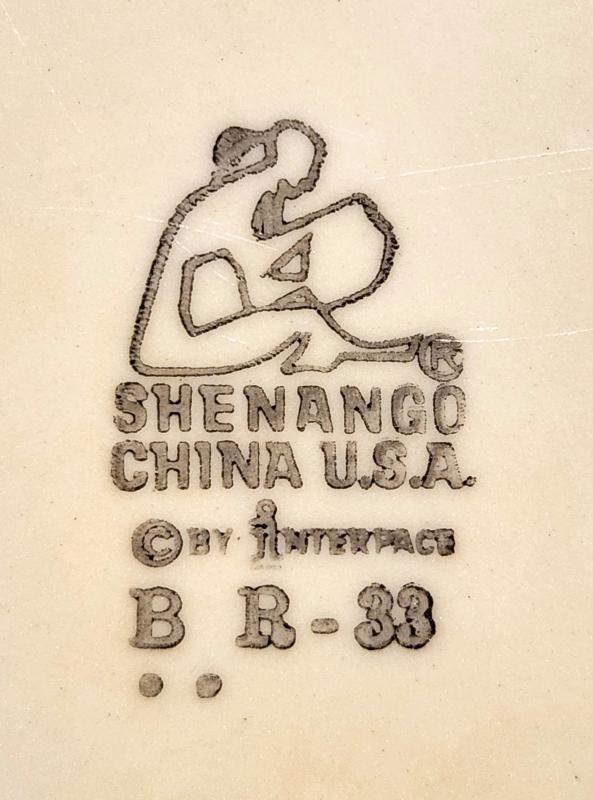 ®
SHENANGO
CHINA U.S.A.
© BY INTERPACE
B R-33